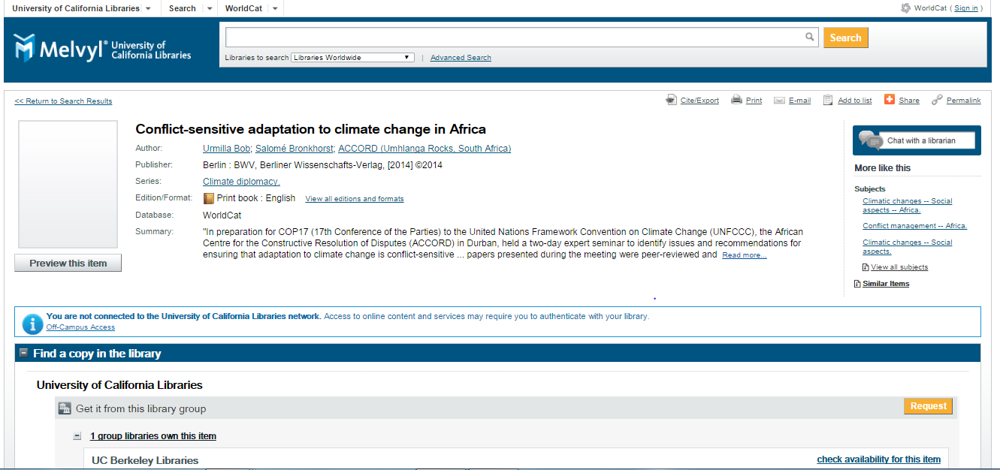 University of California Libraries Search WorldCat WorldCat ( Sign in )
Melvyl® University of California Libraries
Search
Libraries to search Libraries Worldwide | Advanced Search
<< Return to Search Results Cite/Export Print E-mail Add to list Share Permalink
Conflict-sensitive adaptation to climate change in Africa
Author: Urmilla Bob; Salomé Bronkhorst; ACCORD (Umhlanga Rocks, South Africa)
Publisher: Berlin : BWV, Berliner Wissenschafts-Verlag, [2014] ©2014
Series: Climate diplomacy.
Edition/Format: Print book : English View all editions and formats
Database: WorldCat
Summary: "In preparation for COP17 (17th Conference of the Parties) to the United Nations Framework Convention on Climate Change (UNFCCC), the African
Centre for the Constructive Resolution of Disputes (ACCORD) in Durban, held a two-day expert seminar to identify issues and recommendations for
ensuring that adaptation to climate change is conflict-sensitive ... papers presented during the meeting were peer-reviewed and Read more...
Preview this item
Chat with a librarian
More like this
Subjects
Climatic changes -- Social
aspects -- Africa.
Conflict management -- Africa.
Climatic changes -- Social
aspects.
View all subjects
Similar Items
You are not connected to the University of California Libraries network. Access to online content and services may require you to authenticate with your library.
Off-Campus Access
Find a copy in the library
University of California Libraries
Get it from this library group Request
1 group libraries own this item
UC Berkeley Libraries check availability for this item